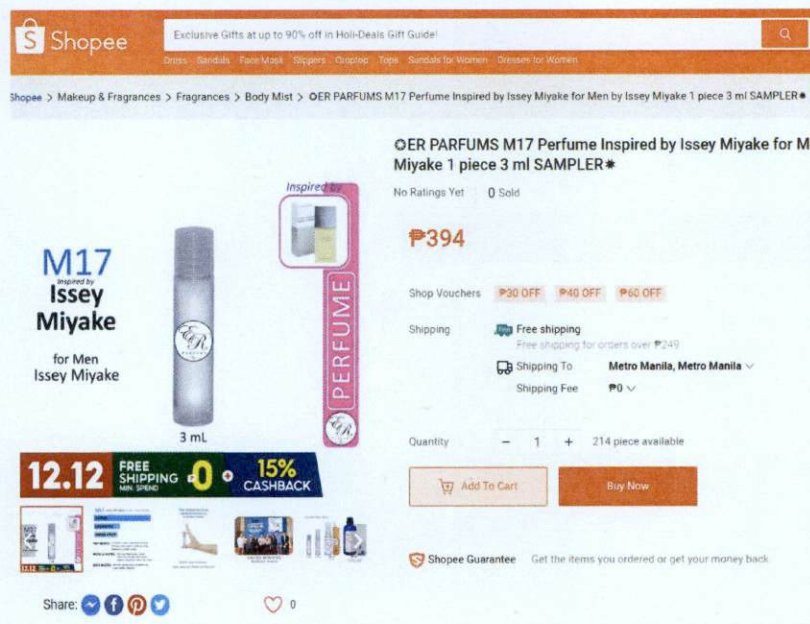 Shopee
Exclusive Gifts at up to 90% off in Holi-Deals Gift Guide!
Dress Sandals Face Mask Slippers Croptop Tops Sandals for Women Dresses for Women
Shopee > Makeup & Fragrances > Fragrances > Body Mist > ✪ER PARFUMS M17 Perfume Inspired by Issey Miyake for Men by Issey Miyake 1 piece 3 ml SAMPLER✷
✪ER PARFUMS M17 Perfume Inspired by Issey Miyake for M
Miyake 1 piece 3 ml SAMPLER✷
No Ratings Yet 0 Sold
₱394
Shop Vouchers ₱30 OFF ₱40 OFF ₱60 OFF
Shipping Free shipping
Free shipping for orders over ₱249
Shipping To Metro Manila, Metro Manila
Shipping Fee ₱0
Quantity − 1 + 214 piece available
Add To Cart Buy Now
Shopee Guarantee Get the items you ordered or get your money back.
Inspired by
M17
Inspired by
Issey
Miyake
for Men
Issey Miyake
ER
PERFUME
ER
3 mL
12.12 FREE SHIPPING MIN. SPEND ₱0 + 15% CASHBACK
Share: 0